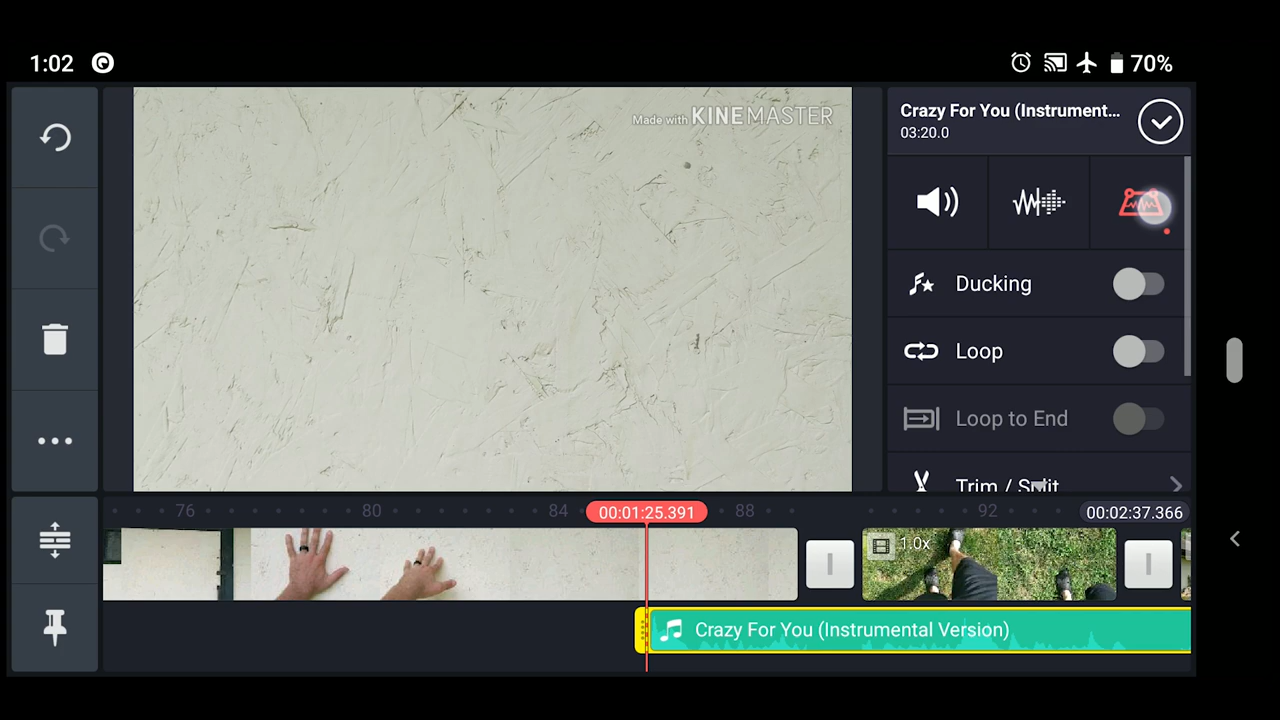 1:02
70%
Made with KINEMASTER
Crazy For You (Instrument...
03:20.0
Ducking
Loop
Loop to End
Trim / Split
76
80
84
00:01:25.391
88
92
00:02:37.366
1.0x
Crazy For You (Instrumental Version)